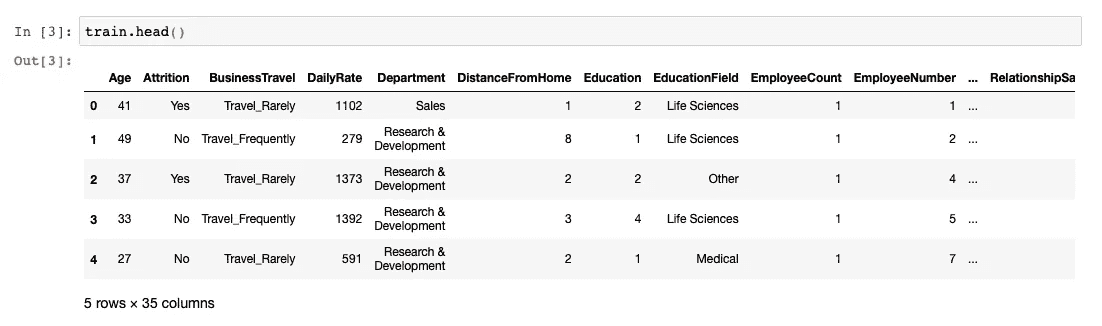 In [3]: train.head()
Out[3]:
Age Attrition BusinessTravel DailyRate Department DistanceFromHome Education EducationField EmployeeCount EmployeeNumber ... RelationshipSa
0 41 Yes Travel_Rarely 1102 Sales 1 2 Life Sciences 1 1 ...
1 49 No Travel_Frequently 279 Research & Development 8 1 Life Sciences 1 2 ...
2 37 Yes Travel_Rarely 1373 Research & Development 2 2 Other 1 4 ...
3 33 No Travel_Frequently 1392 Research & Development 3 4 Life Sciences 1 5 ...
4 27 No Travel_Rarely 591 Research & Development 2 1 Medical 1 7 ...
5 rows × 35 columns